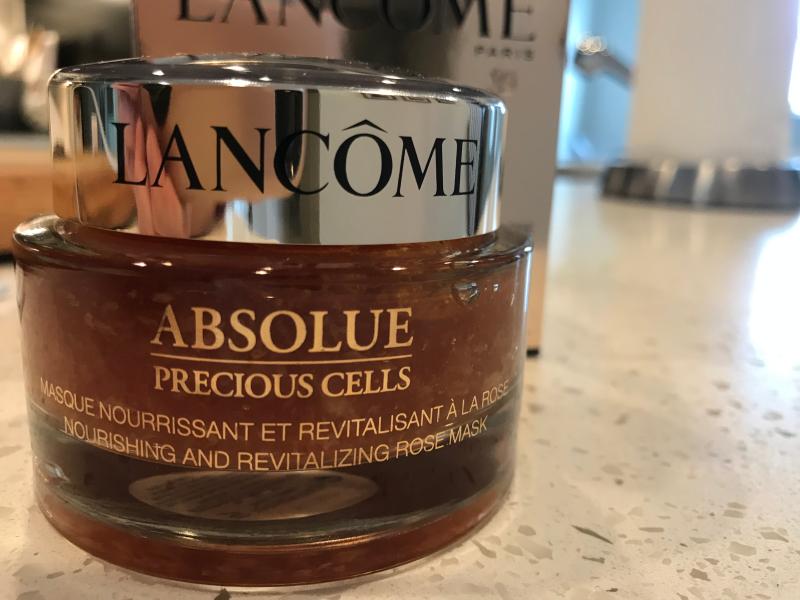 LANCÔME
PARIS
LANCÔME
ABSOLUE
PRECIOUS CELLS
MASQUE NOURRISSANT ET REVITALISANT À LA ROSE
NOURISHING AND REVITALIZING ROSE MASK